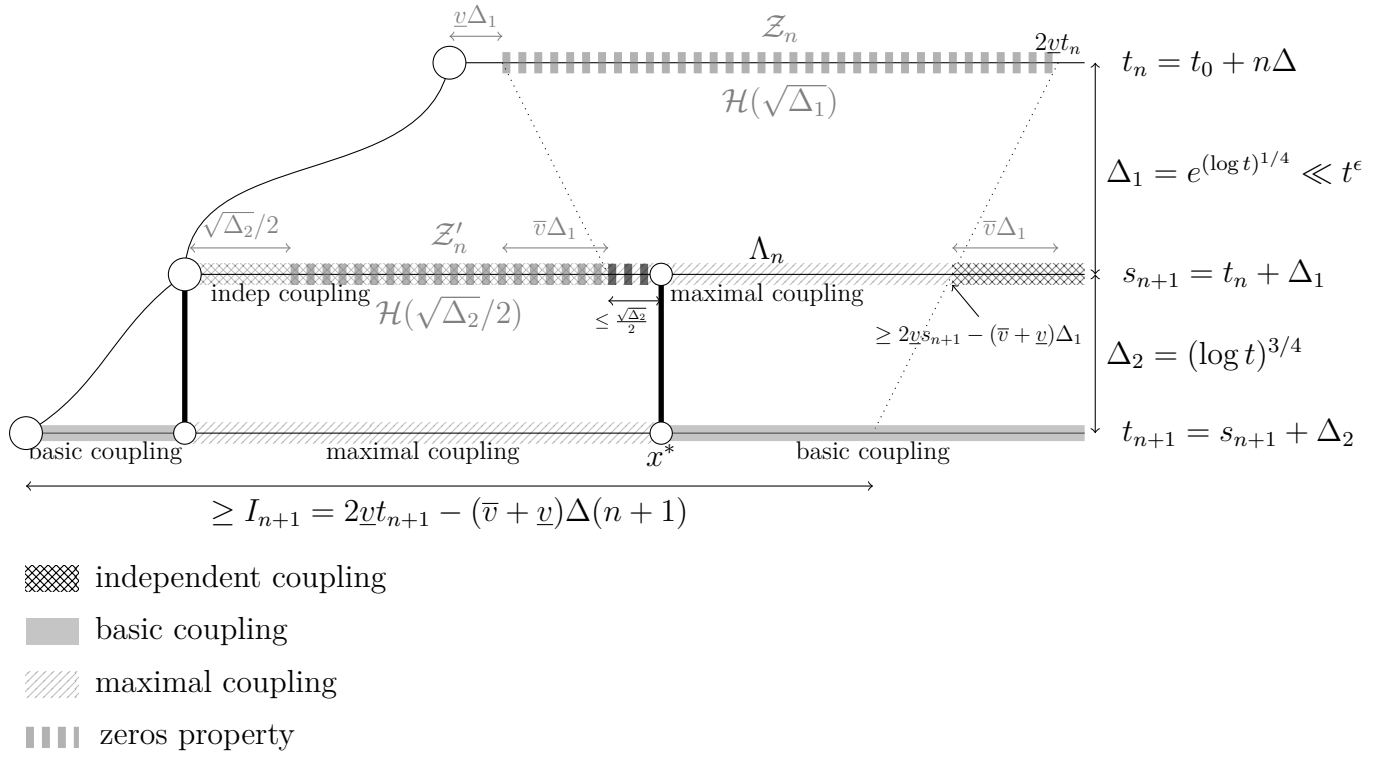 v̲Δ₁
𝒵ₙ
2v̲tₙ
tₙ = t₀ + nΔ
ℋ(√Δ₁)
Δ₁ = e^{(log t)^{1/4}} ≪ t^ϵ
√Δ₂/2
𝒵′ₙ
v̅Δ₁
Λₙ
v̅Δ₁
sₙ₊₁ = tₙ + Δ₁
indep coupling
maximal coupling
ℋ(√Δ₂/2)
≤ √Δ₂/2
≥ 2v̲sₙ₊₁ − (v̅ + v̲)Δ₁
Δ₂ = (log t)^{3/4}
tₙ₊₁ = sₙ₊₁ + Δ₂
basic coupling
maximal coupling
x*
basic coupling
≥ Iₙ₊₁ = 2v̲tₙ₊₁ − (v̅ + v̲)Δ(n + 1)
independent coupling
basic coupling
maximal coupling
zeros property